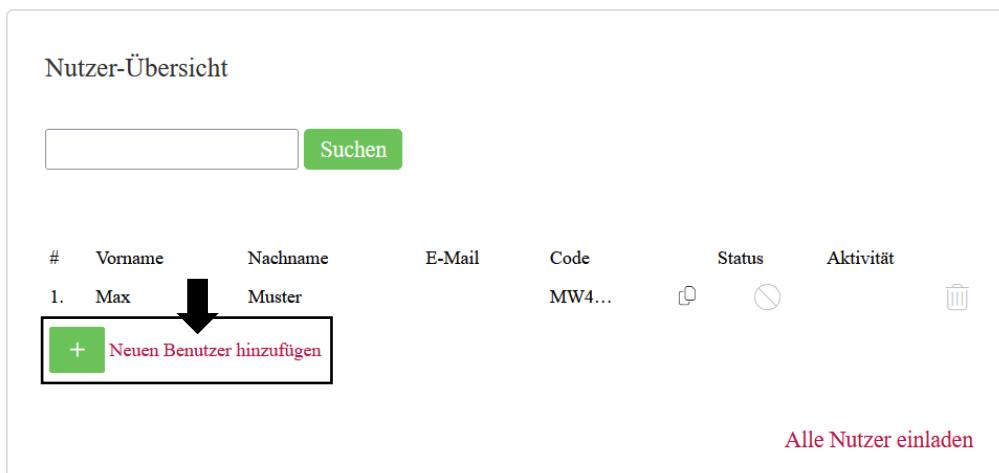 Nutzer-Übersicht
Suchen
# Vorname Nachname E-Mail Code Status Aktivität
1. Max Muster MW4...
+ Neuen Benutzer hinzufügen
Alle Nutzer einladen